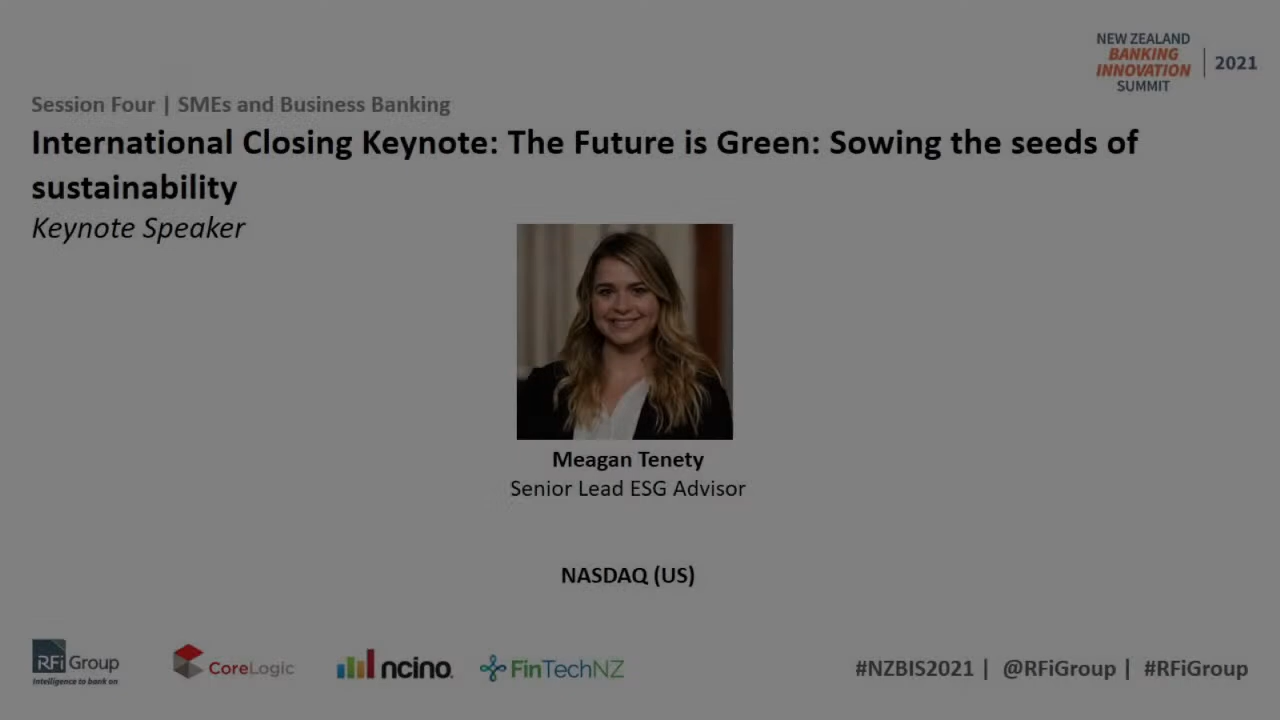 NEW ZEALAND
BANKING
INNOVATION
SUMMIT
2021
Session Four | SMEs and Business Banking
International Closing Keynote: The Future is Green: Sowing the seeds of
sustainability
Keynote Speaker
Meagan Tenety
Senior Lead ESG Advisor
NASDAQ (US)
RFi Group
Intelligence to bank on
CoreLogic
ncino.
FinTechNZ
#NZBIS2021 | @RFiGroup | #RFiGroup